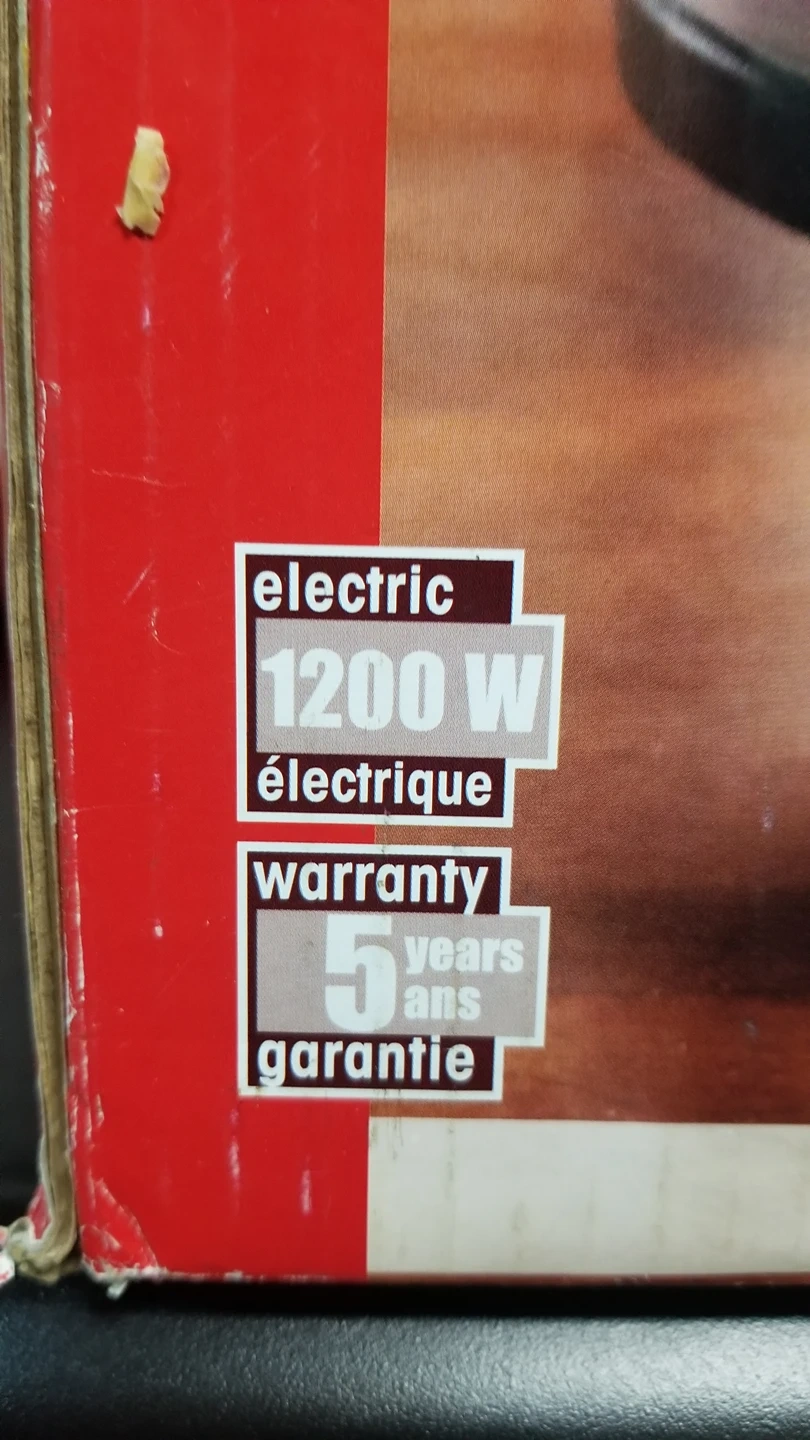 electric
1200 W
électrique
warranty
5 years
ans
garantie